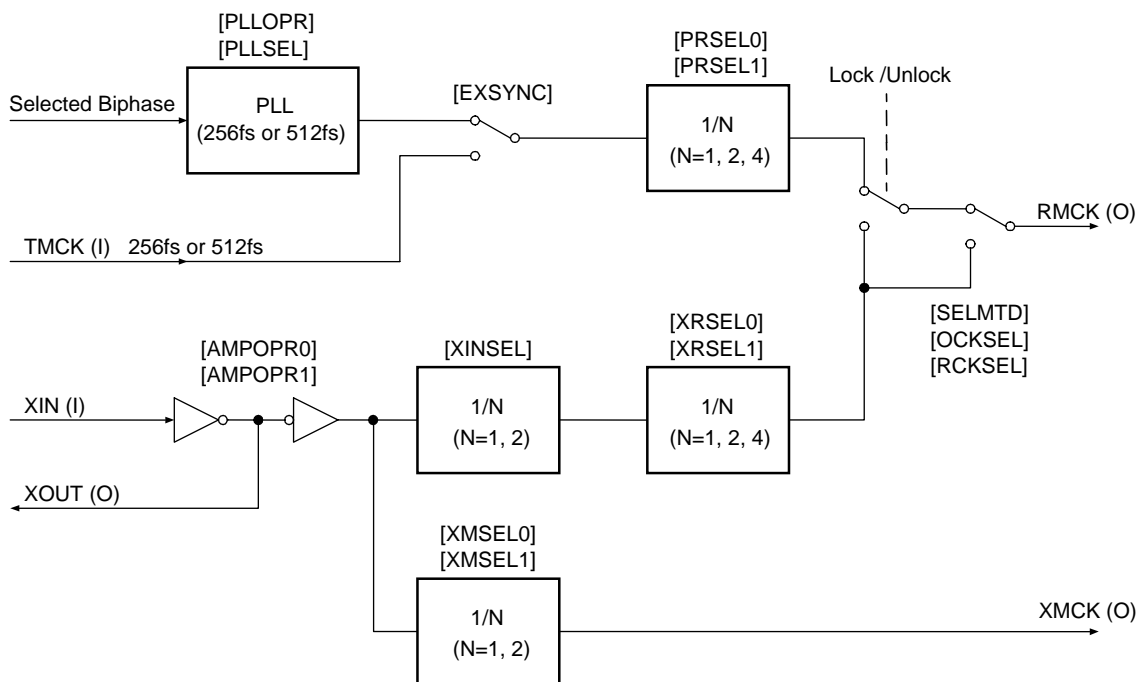 [PLLOPR]
[PLLSEL]
[PRSEL0]
[PRSEL1]
Lock /Unlock
[EXSYNC]
Selected Biphase
PLL
(256fs or 512fs)
1/N
(N=1, 2, 4)
RMCK (O)
TMCK (I) 256fs or 512fs
[SELMTD]
[OCKSEL]
[RCKSEL]
[AMPOPR0]
[AMPOPR1]
[XINSEL]
[XRSEL0]
[XRSEL1]
XIN (I)
1/N
(N=1, 2)
1/N
(N=1, 2, 4)
XOUT (O)
[XMSEL0]
[XMSEL1]
1/N
(N=1, 2)
XMCK (O)